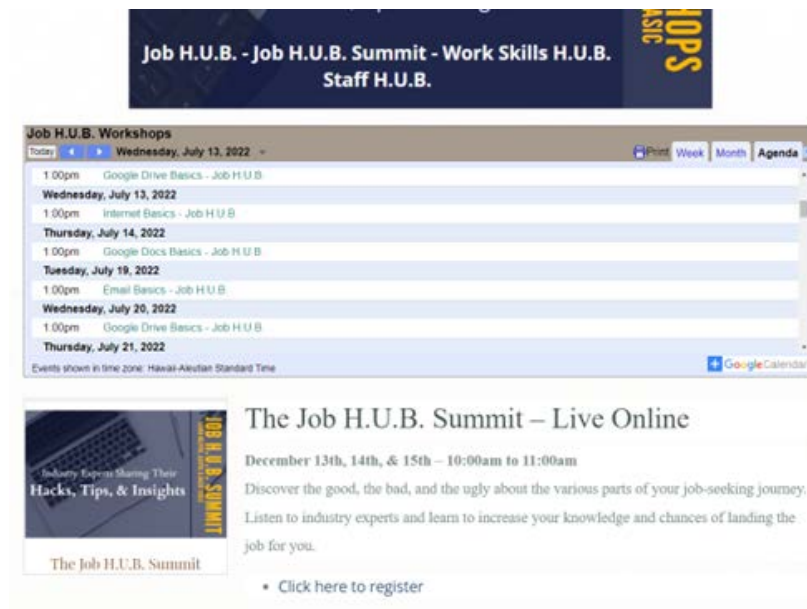 Job H.U.B. - Job H.U.B. Summit - Work Skills H.U.B.
Staff H.U.B.
HOPS
ASIC
Job H.U.B. Workshops
Today Wednesday, July 13, 2022 Print Week Month Agenda
1:00pm Google Drive Basics - Job H.U.B.
Wednesday, July 13, 2022
1:00pm Internet Basics - Job H.U.B.
Thursday, July 14, 2022
1:00pm Google Docs Basics - Job H.U.B.
Tuesday, July 19, 2022
1:00pm Email Basics - Job H.U.B.
Wednesday, July 20, 2022
1:00pm Google Drive Basics - Job H.U.B.
Thursday, July 21, 2022
Events shown in time zone: Hawaii-Aleutian Standard Time
Google Calendar
Industry Experts Sharing Their
Hacks, Tips, & Insights
JOB H.U.B. SUMMIT
The Job H.U.B. Summit
The Job H.U.B. Summit – Live Online
December 13th, 14th, & 15th – 10:00am to 11:00am
Discover the good, the bad, and the ugly about the various parts of your job-seeking journey.
Listen to industry experts and learn to increase your knowledge and chances of landing the
job for you.
• Click here to register